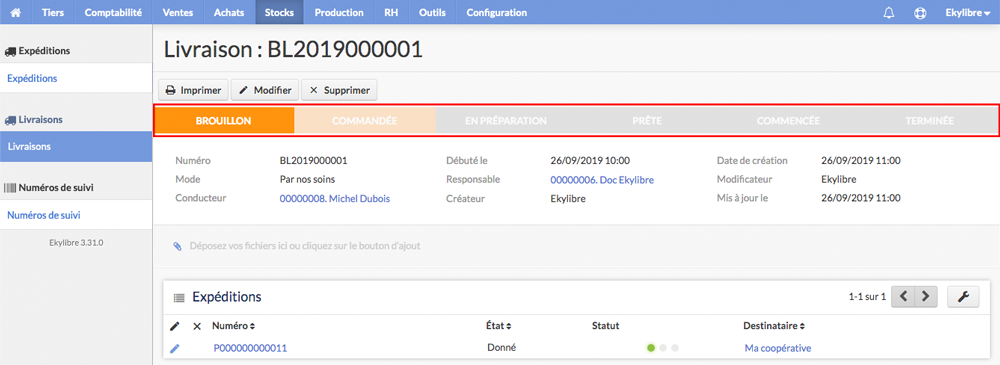 Tiers Comptabilité Ventes Achats Stocks Production RH Outils Configuration Ekylibre
Expéditions
Expéditions
Livraisons
Livraisons
Numéros de suivi
Numéros de suivi
Ekylibre 3.31.0
Livraison : BL2019000001
Imprimer Modifier Supprimer
BROUILLON COMMANDÉE EN PRÉPARATION PRÊTE COMMENCÉE TERMINÉE
Numéro BL2019000001 Débuté le 26/09/2019 10:00 Date de création 26/09/2019 11:00
Mode Par nos soins Responsable 00000006. Doc Ekylibre Modificateur Ekylibre
Conducteur 00000008. Michel Dubois Créateur Ekylibre Mis à jour le 26/09/2019 11:00
Déposez vos fichiers ici ou cliquez sur le bouton d'ajout
Expéditions 1-1 sur 1
Numéro État Statut Destinataire
P000000000011 Donné Ma coopérative